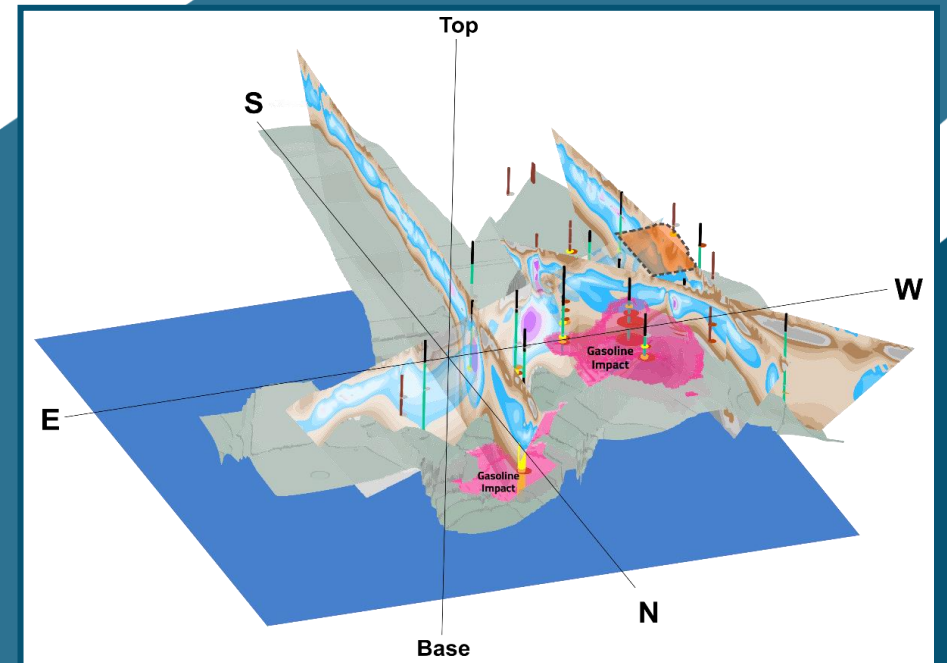 Top
S
W
Gasoline
Impact
E
Gasoline
Impact
N
Base